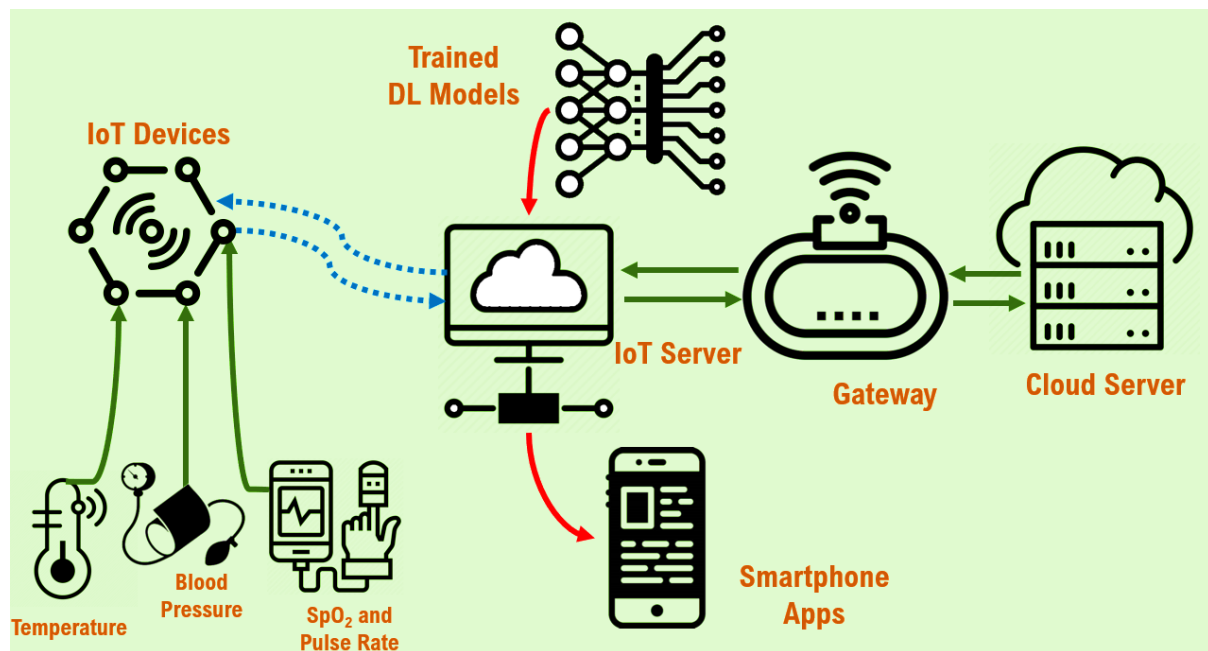 Trained
DL Models
IoT Devices
IoT Server
Gateway
Cloud Server
Smartphone
Apps
Temperature
Blood
Pressure
SpO₂ and
Pulse Rate